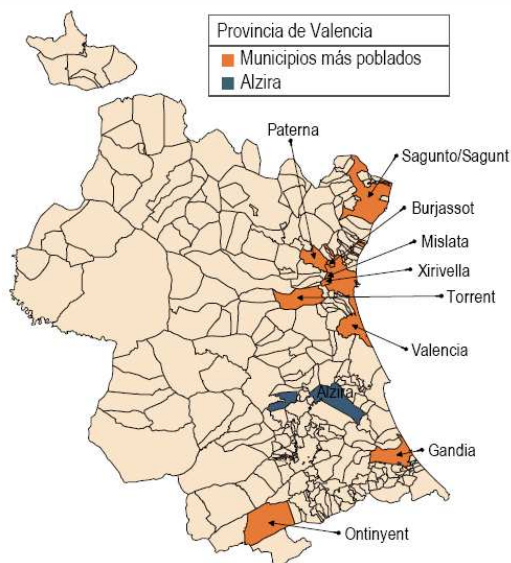 Provincia de Valencia
Municipios más poblados
Alzira
Paterna
Sagunto/Sagunt
Burjassot
Mislata
Xirivella
Torrent
Valencia
Alzira
Gandia
Ontinyent